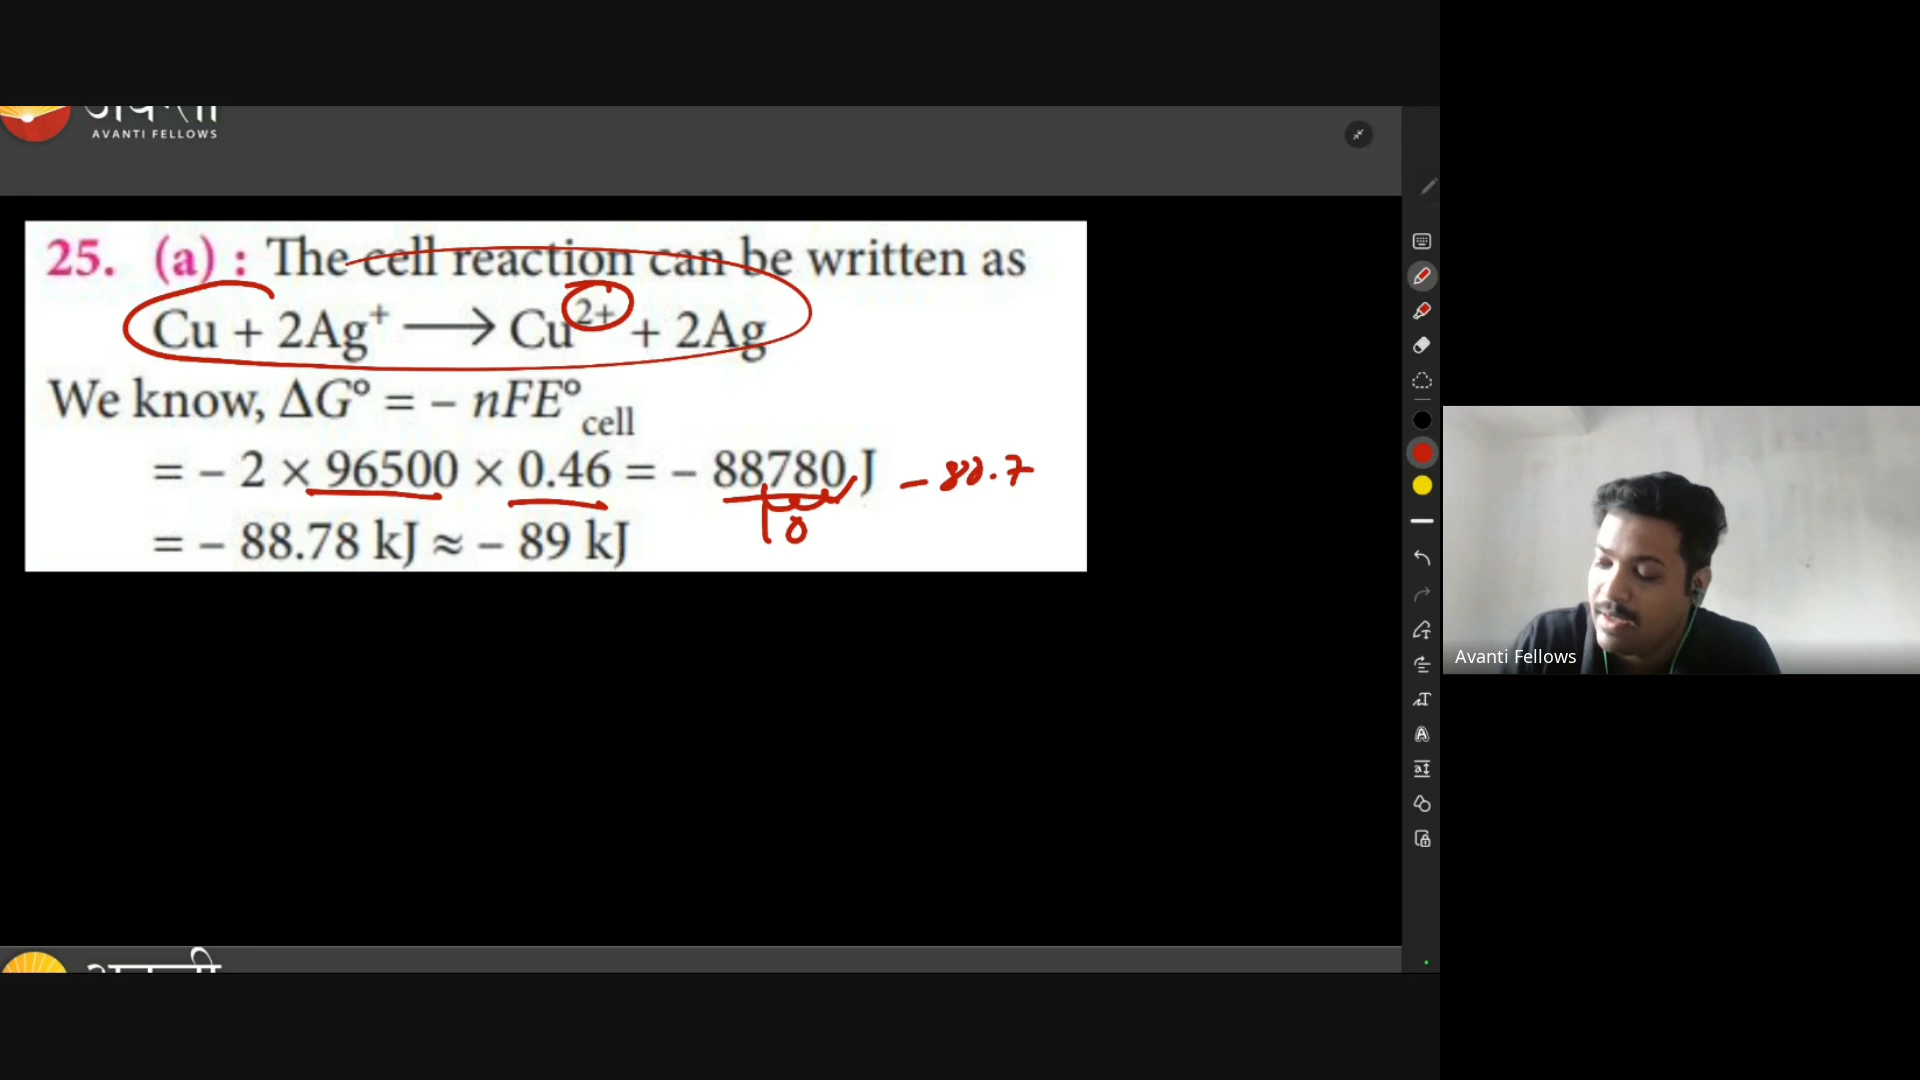 AVANTI FELLOWS
25. (a) : The cell reaction can be written as
Cu + 2Ag⁺ ⟶ Cu²⁺ + 2Ag
We know, ΔG° = – nFE°cell
= – 2 × 96500 × 0.46 = – 88780 J
= – 88.78 kJ ≈ – 89 kJ
Avanti Fellows